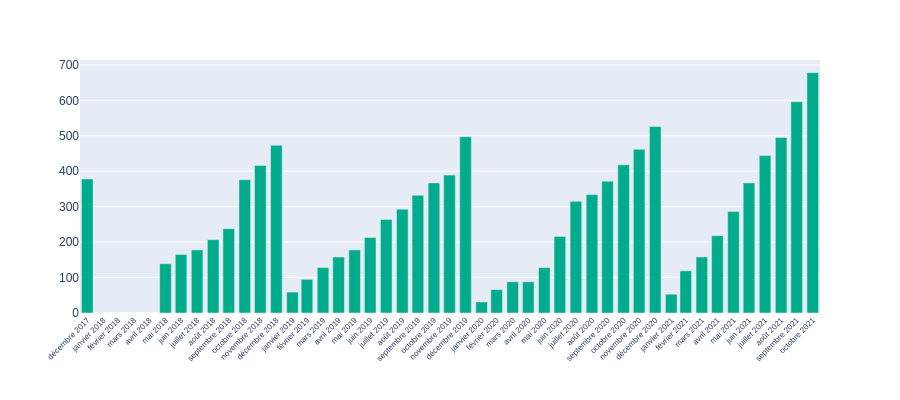 700
600
500
400
300
200
100
0
décembre 2017
janvier 2018
février 2018
mars 2018
avril 2018
mai 2018
juin 2018
juillet 2018
août 2018
septembre 2018
octobre 2018
novembre 2018
décembre 2018
janvier 2019
février 2019
mars 2019
avril 2019
mai 2019
juin 2019
juillet 2019
août 2019
septembre 2019
octobre 2019
novembre 2019
décembre 2019
janvier 2020
février 2020
mars 2020
avril 2020
mai 2020
juin 2020
juillet 2020
août 2020
septembre 2020
octobre 2020
novembre 2020
décembre 2020
janvier 2021
février 2021
mars 2021
avril 2021
mai 2021
juin 2021
juillet 2021
août 2021
septembre 2021
octobre 2021